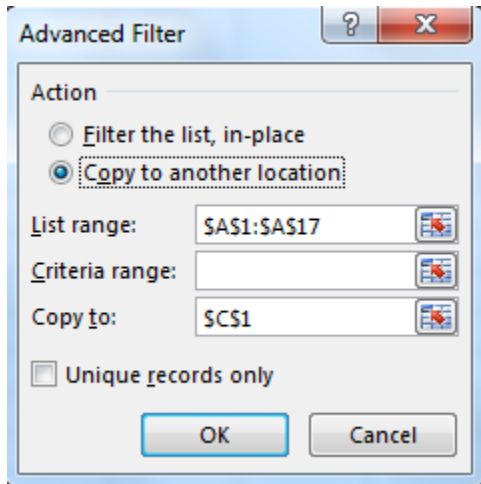 Advanced Filter
?
X
Action
Filter the list, in-place
Copy to another location
List range: $A$1:$A$17
Criteria range:
Copy to: $C$1
Unique records only
OK Cancel